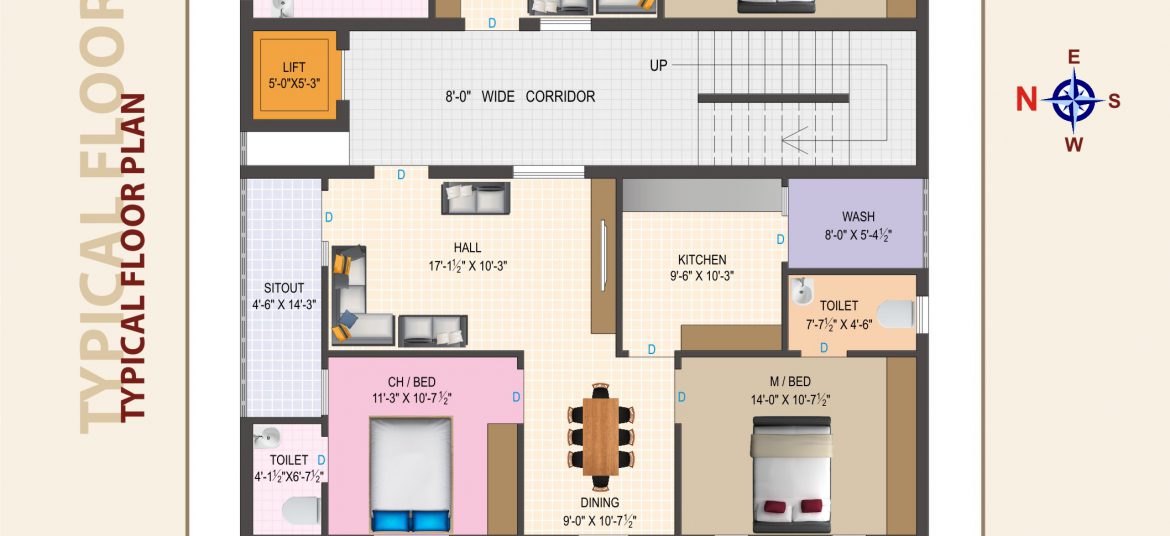 TYPICAL FLOOR
TYPICAL FLOOR PLAN
D
D
LIFT
5'-0"X5'-3"
8'-0" WIDE CORRIDOR
UP
E
N
S
W
D
D
HALL
17'-1½" X 10'-3"
SITOUT
4'-6" X 14'-3"
KITCHEN
9'-6" X 10'-3"
D
WASH
8'-0" X 5'-4½"
TOILET
7'-7½" X 4'-6"
D
D
CH / BED
11'-3" X 10'-7½"
D
D
M / BED
14'-0" X 10'-7½"
TOILET
4'-1½"X6'-7½"
D
DINING
9'-0" X 10'-7½"